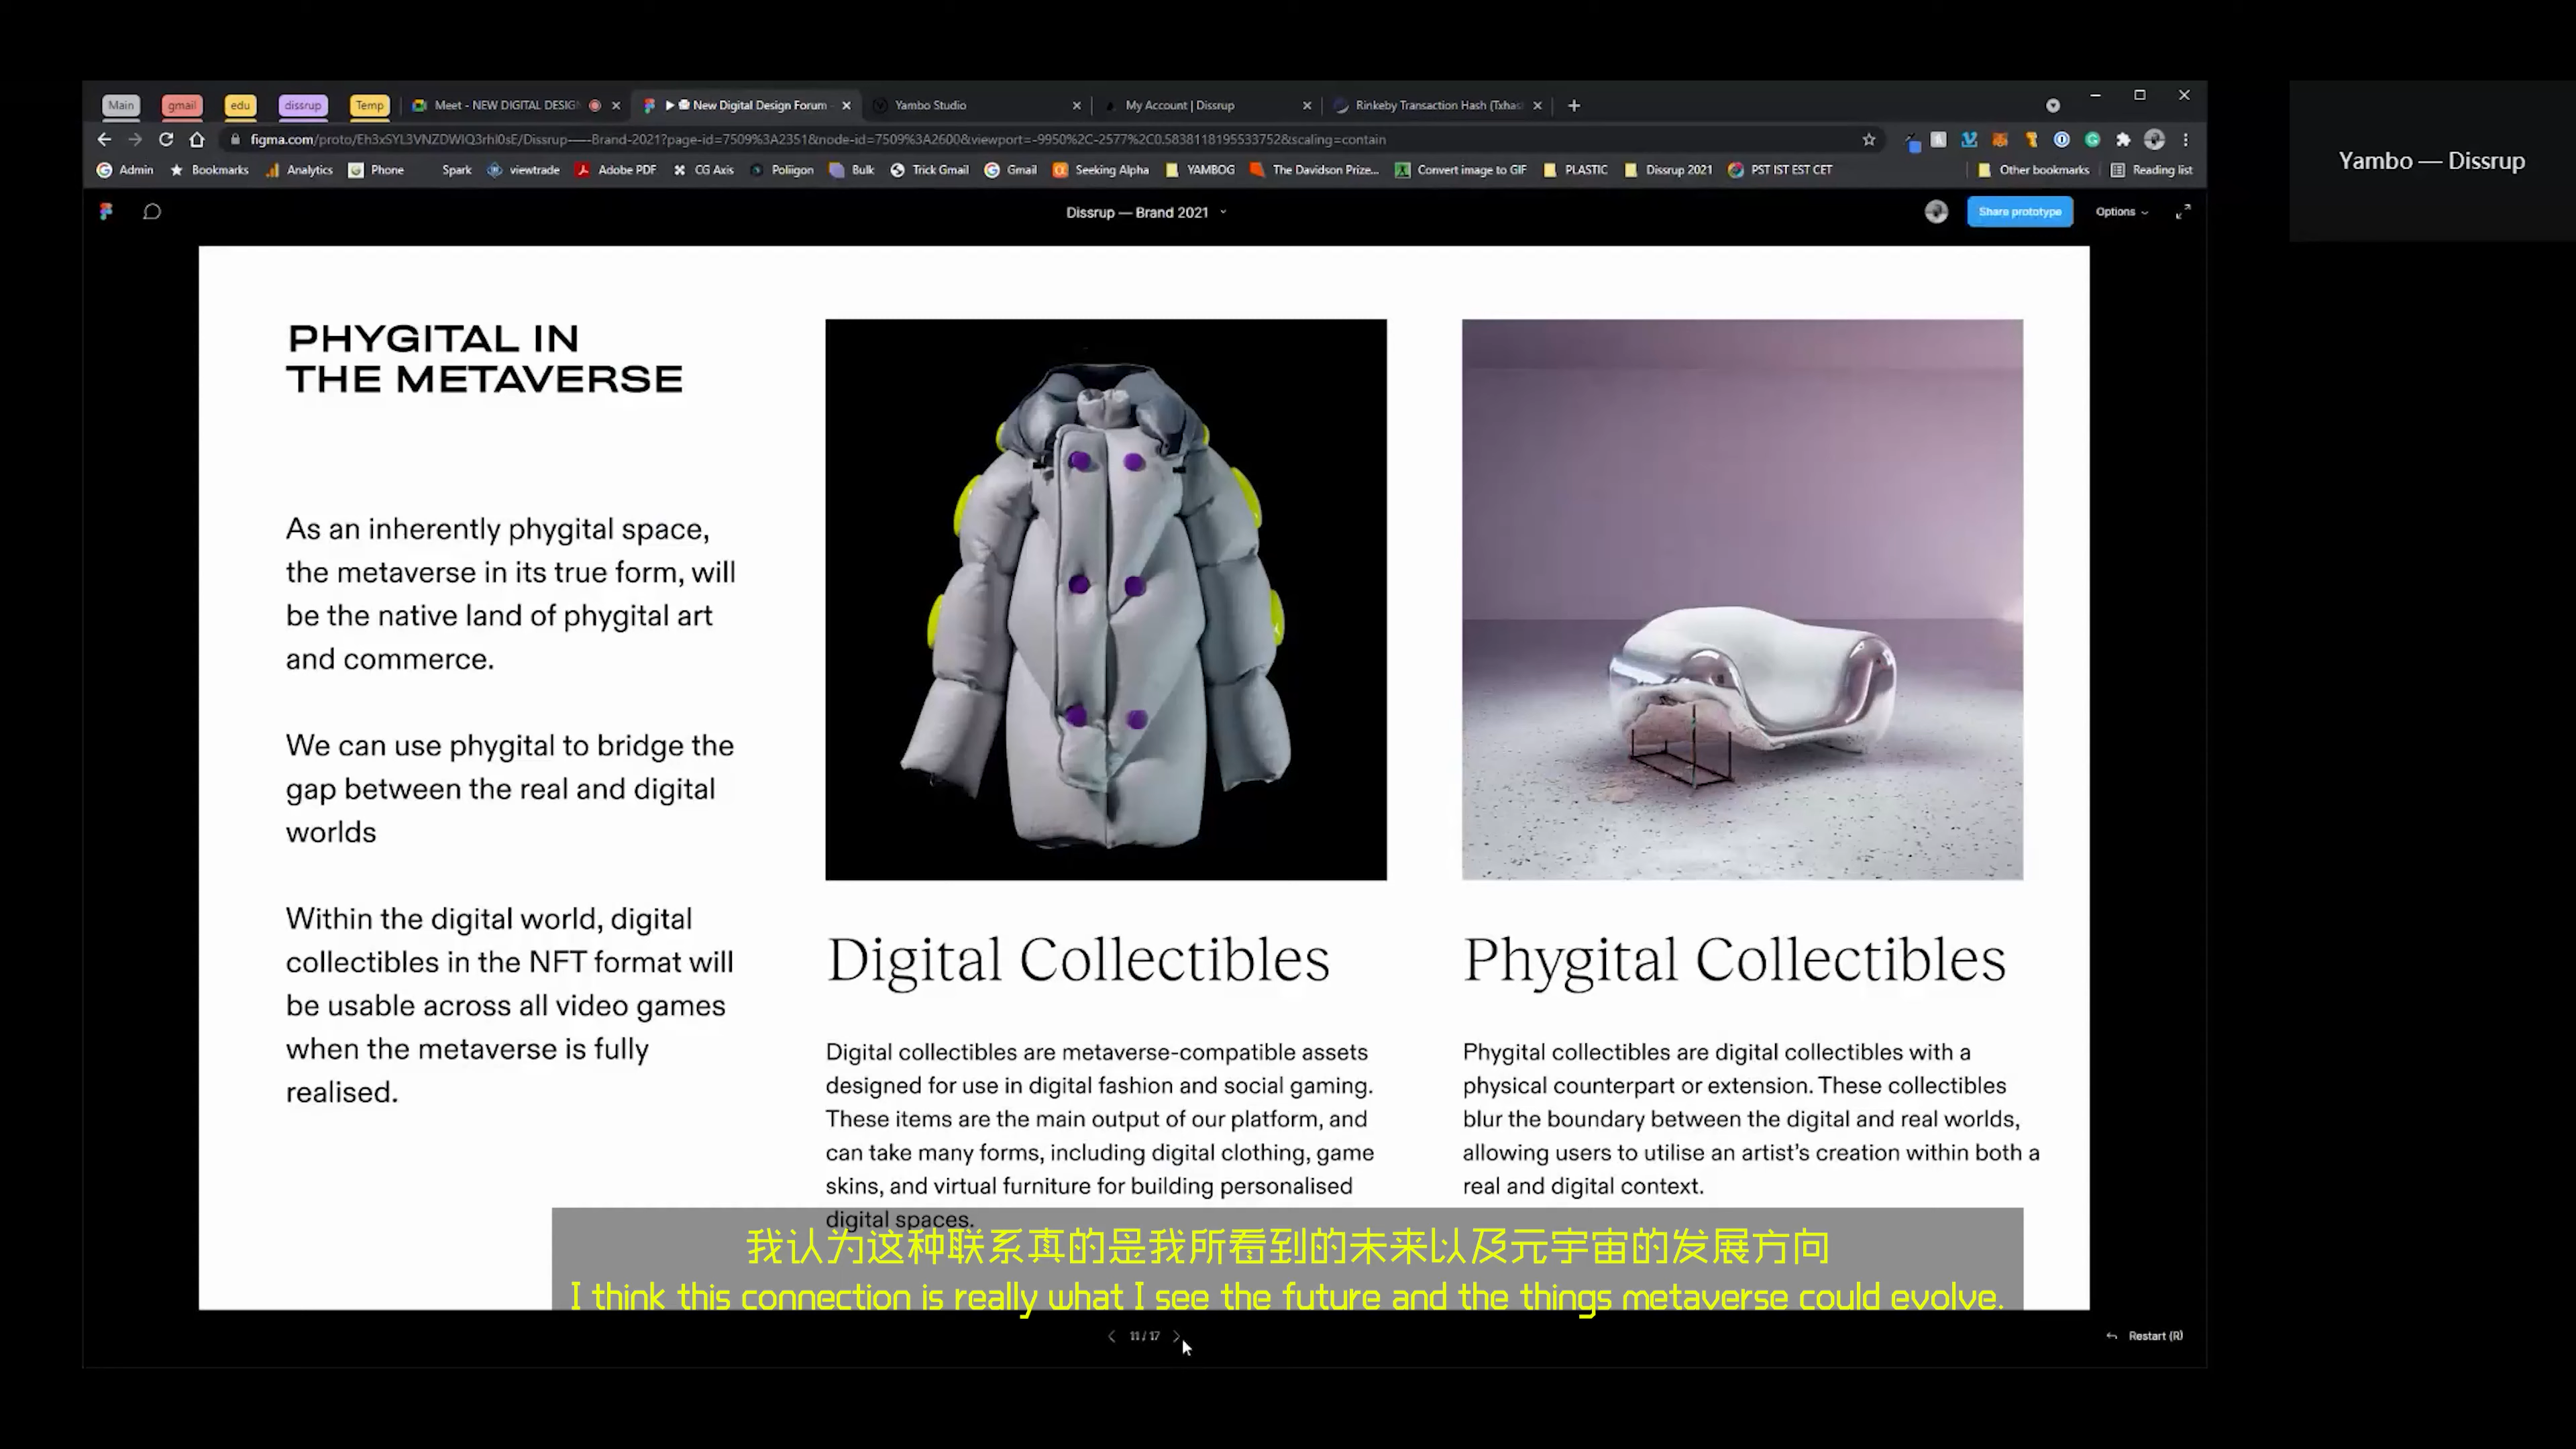 Main
gmail
edu
dissrup
Temp
Meet - NEW DIGITAL DESIG
New Digital Design Forum
Yambo Studio
My Account | Dissrup
Rinkeby Transaction Hash (Txhas
Admin
Bookmarks
Analytics
Phone
Spark
viewtrade
Adobe PDF
CG Axis
Poliigon
Bulk
Trick Gmail
Gmail
Seeking Alpha
YAMBOG
The Davidson Prize...
Convert image to GIF
PLASTIC
Dissrup 2021
PST IST EST CET
Other bookmarks
Reading list
Dissrup — Brand 2021
Share prototype
Options
Yambo — Dissrup
PHYGITAL IN
THE METAVERSE
As an inherently phygital space,
the metaverse in its true form, will
be the native land of phygital art
and commerce.
We can use phygital to bridge the
gap between the real and digital
worlds
Within the digital world, digital
collectibles in the NFT format will
be usable across all video games
when the metaverse is fully
realised.
Digital Collectibles
Digital collectibles are metaverse-compatible assets
designed for use in digital fashion and social gaming.
These items are the main output of our platform, and
can take many forms, including digital clothing, game
skins, and virtual furniture for building personalised
digital spaces.
Phygital Collectibles
Phygital collectibles are digital collectibles with a
physical counterpart or extension. These collectibles
blur the boundary between the digital and real worlds,
allowing users to utilise an artist's creation within both a
real and digital context.
我认为这种联系真的是我所看到的未来以及元宇宙的发展方向
I think this connection is really what I see the future and the things metaverse could evolve.
11 / 17
Restart (R)